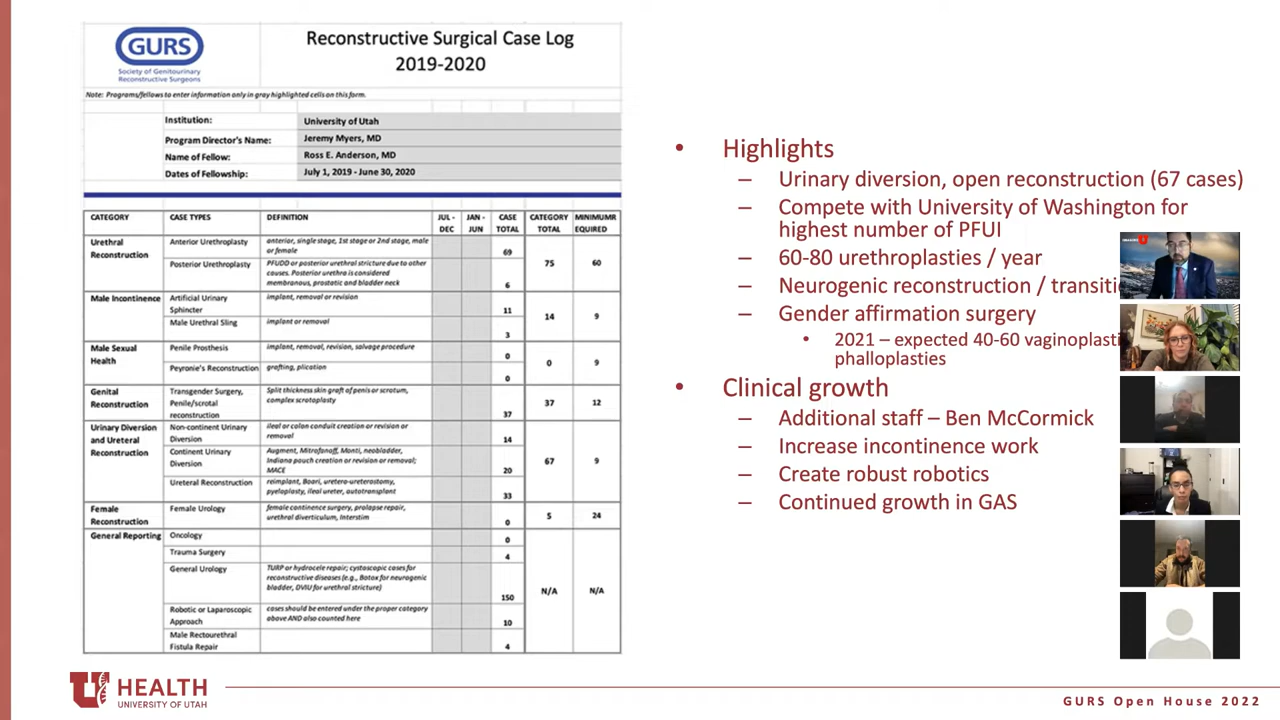 GURS
Society of Genitourinary
Reconstructive Surgeons
Reconstructive Surgical Case Log
2019-2020
Note: Programs/fellows to enter information only in gray highlighted cells on this form.
Institution: University of Utah
Program Director's Name: Jeremy Myers, MD
Name of Fellow: Ross E. Anderson, MD
Dates of Fellowship: July 1, 2019 - June 30, 2020
CATEGORY CASE TYPES DEFINITION JUL - DEC JAN - JUN CASE TOTAL CATEGORY TOTAL MINIMUMR EQUIRED
Urethral Reconstruction Anterior Urethroplasty anterior, single stage, 1st stage or 2nd stage, male or female 69 75 60
Posterior Urethroplasty PFUDD or posterior urethral stricture due to other causes. Posterior urethra is considered membranous, prostatic and bladder neck 6
Male Incontinence Artificial Urinary Sphincter implant, removal or revision 11 14 9
Male Urethral Sling implant or removal 3
Male Sexual Health Penile Prosthesis implant, removal, revision, salvage procedure 0 0 9
Peyronie's Reconstruction grafting, plication 0
Genital Reconstruction Transgender Surgery, Penile/scrotal reconstruction Split thickness skin graft of penis or scrotum, complex scrotoplasty 37 37 12
Urinary Diversion and Ureteral Reconstruction Non-continent Urinary Diversion ileal or colon conduit creation or revision or removal 14 67 9
Continent Urinary Diversion Augment, Mitrofanoff, Monti, neobladder, Indiana pouch creation or revision or removal; MACE 20
Ureteral Reconstruction reimplant, Boari, uretero-ureterostomy, pyeloplasty, ileal ureter, autotransplant 33
Female Reconstruction Female Urology female continence surgery, prolapse repair, urethral diverticulum, Interstim 0 5 24
General Reporting Oncology 0 N/A N/A
Trauma Surgery 4
General Urology TURP or hydrocele repair; cystoscopic cases for reconstructive diseases (e.g., Botox for neurogenic bladder, DVIU for urethral stricture) 150
Robotic or Laparoscopic Approach cases should be entered under the proper category above AND also counted here 10
Male Rectourethral Fistula Repair 4
• Highlights
– Urinary diversion, open reconstruction (67 cases)
– Compete with University of Washington for
highest number of PFUI
– 60-80 urethroplasties / year
– Neurogenic reconstruction / transiti
– Gender affirmation surgery
• 2021 – expected 40-60 vaginoplasti
phalloplasties
• Clinical growth
– Additional staff – Ben McCormick
– Increase incontinence work
– Create robust robotics
– Continued growth in GAS
U HEALTH
UNIVERSITY OF UTAH
GURS Open House 2022